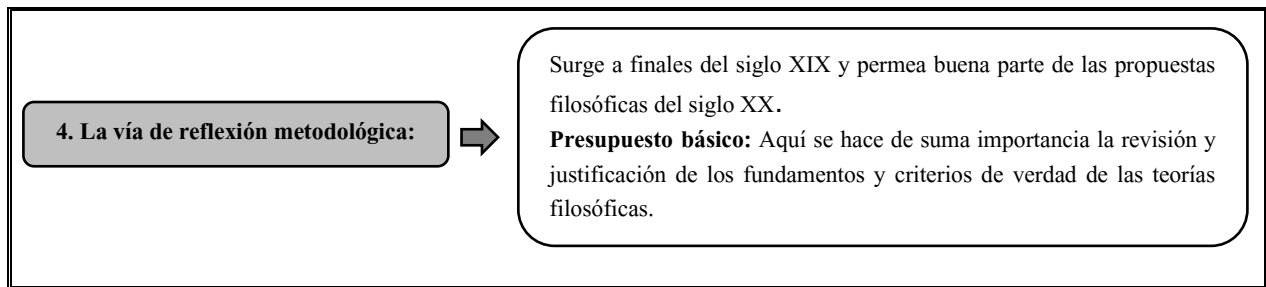 4. La vía de reflexión metodológica:
Surge a finales del siglo XIX y permea buena parte de las propuestas
filosóficas del siglo XX.
Presupuesto básico: Aquí se hace de suma importancia la revisión y
justificación de los fundamentos y criterios de verdad de las teorías
filosóficas.